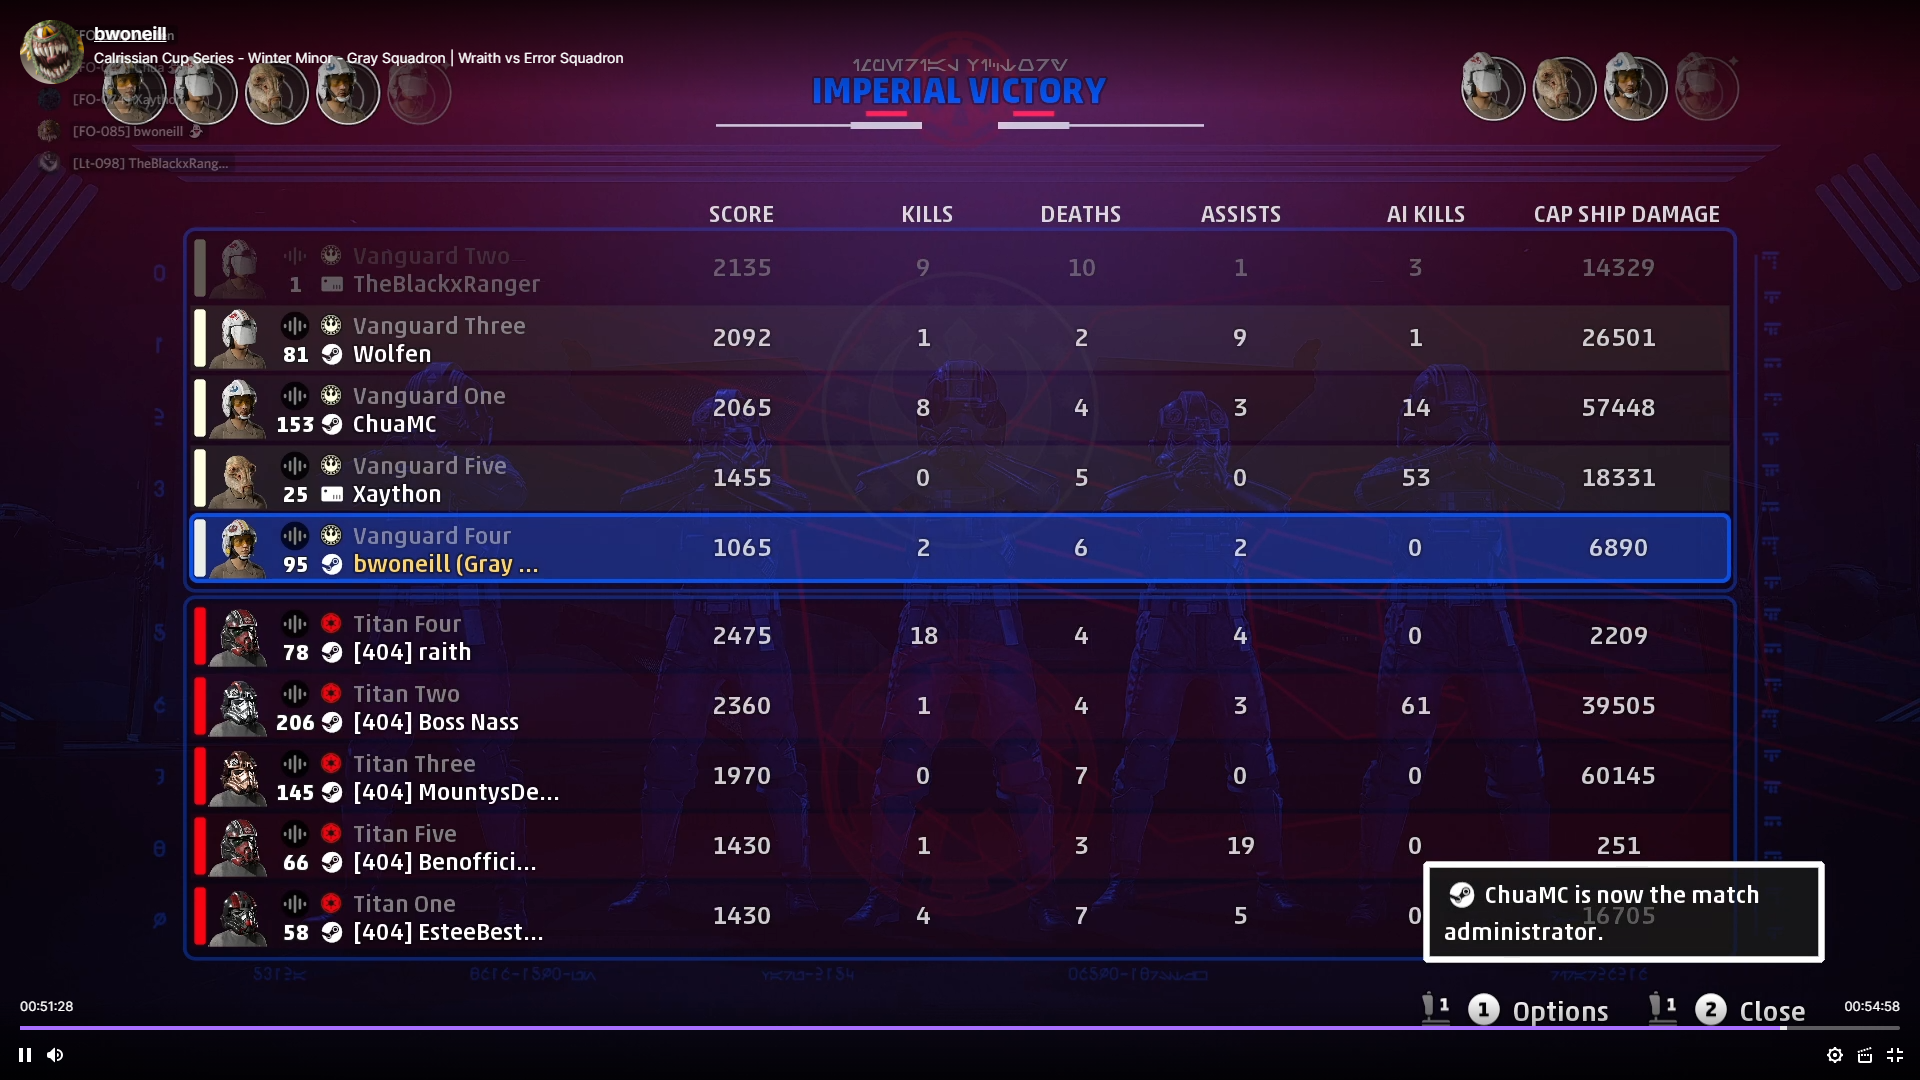 bwoneill
Calrissian Cup Series - Winter Minor - Gray Squadron | Wraith vs Error Squadron
[FO-085] bwoneill
[Lt-098] TheBlackxRang...
IMPERIAL VICTORY
SCORE KILLS DEATHS ASSISTS AI KILLS CAP SHIP DAMAGE
Vanguard Two
1 TheBlackxRanger 2135 9 10 1 3 14329
Vanguard Three
81 Wolfen 2092 1 2 9 1 26501
Vanguard One
153 ChuaMC 2065 8 4 3 14 57448
Vanguard Five
25 Xaython 1455 0 5 0 53 18331
Vanguard Four
95 bwoneill (Gray ... 1065 2 6 2 0 6890
Titan Four
78 [404] raith 2475 18 4 4 0 2209
Titan Two
206 [404] Boss Nass 2360 1 4 3 61 39505
Titan Three
145 [404] MountysDe... 1970 0 7 0 0 60145
Titan Five
66 [404] Benoffici... 1430 1 3 19 0 251
Titan One
58 [404] EsteeBest... 1430 4 7 5 0 16705
ChuaMC is now the match
administrator.
1 1 Options 1 2 Close
00:51:28 00:54:58